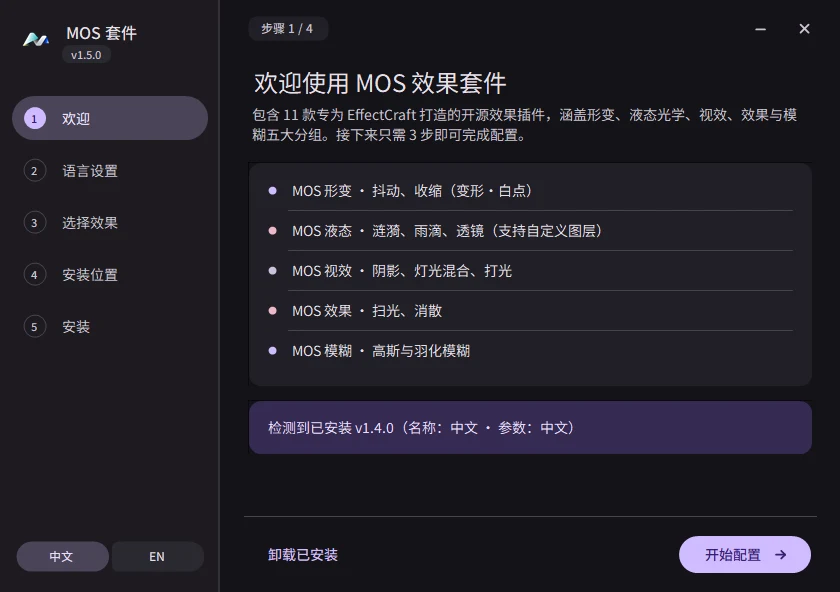 MOS 套件
v1.5.0
1 欢迎
2 语言设置
3 选择效果
4 安装位置
5 安装
中文
EN
步骤 1 / 4
欢迎使用 MOS 效果套件
包含 11 款专为 EffectCraft 打造的开源效果插件，涵盖形变、液态光学、视效、效果与模
糊五大分组。接下来只需 3 步即可完成配置。
MOS 形变 · 抖动、收缩（变形·白点）
MOS 液态 · 涟漪、雨滴、透镜（支持自定义图层）
MOS 视效 · 阴影、灯光混合、打光
MOS 效果 · 扫光、消散
MOS 模糊 · 高斯与羽化模糊
检测到已安装 v1.4.0（名称：中文 · 参数：中文）
卸载已安装
开始配置 →